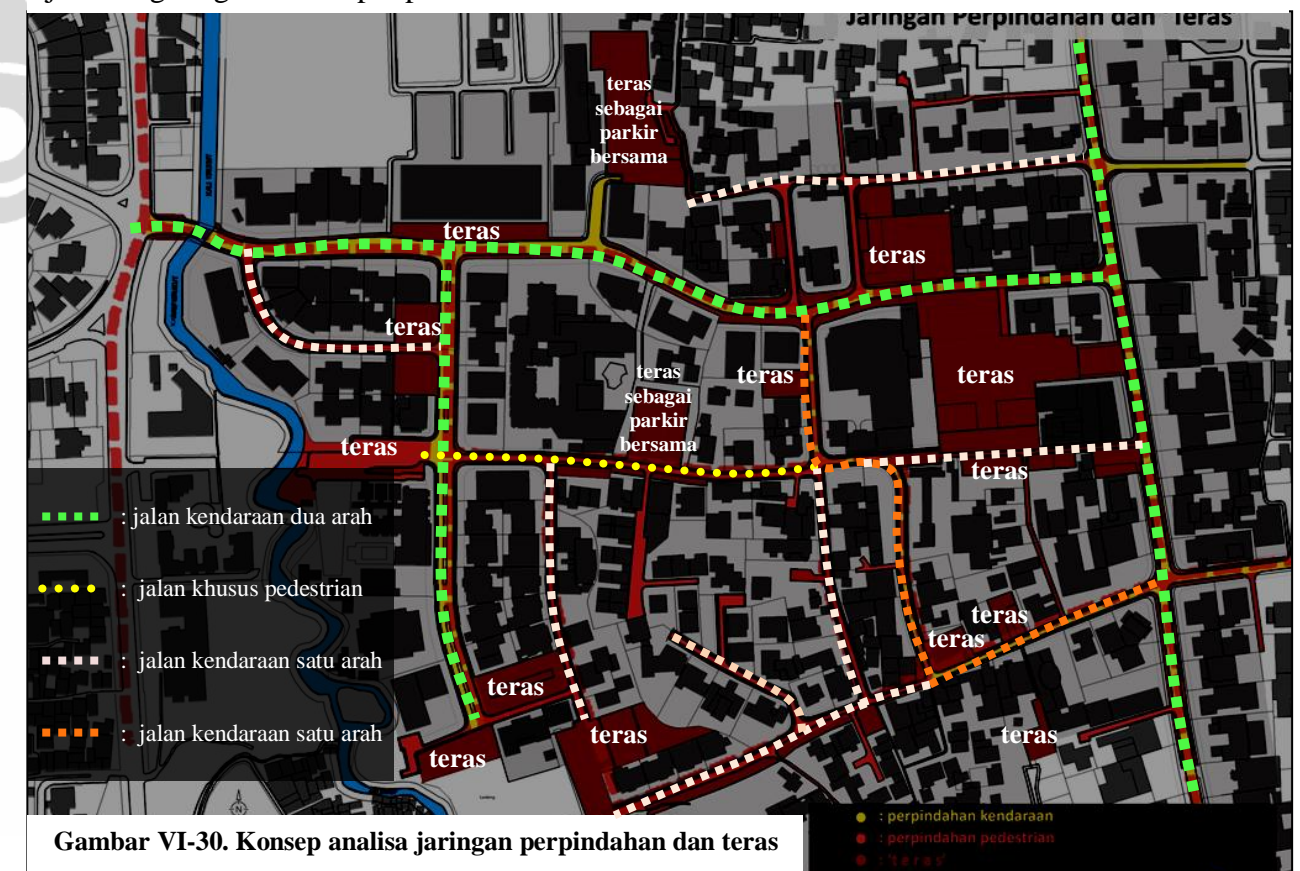 Jaringan Perpindahan dan 'Teras'
teras
sebagai
parkir
bersama
teras
teras
teras
teras
sebagai
parkir
bersama
teras
teras
teras
teras
: jalan kendaraan dua arah
: jalan khusus pedestrian
: jalan kendaraan satu arah
: jalan kendaraan satu arah
teras
teras
teras
teras
teras
teras
N
Gambar VI-30. Konsep analisa jaringan perpindahan dan teras
: perpindahan kendaraan
: perpindahan pedestrian
: 't e r a s'